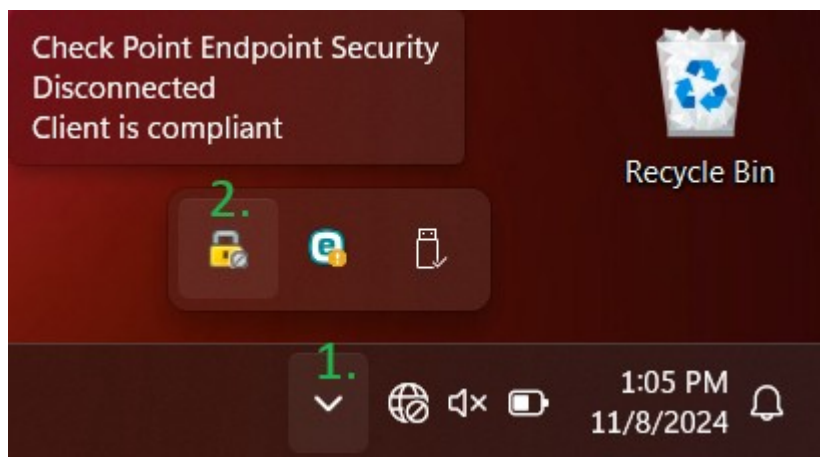 Check Point Endpoint Security
Disconnected
Client is compliant
Recycle Bin
2.
1.
1:05 PM
11/8/2024